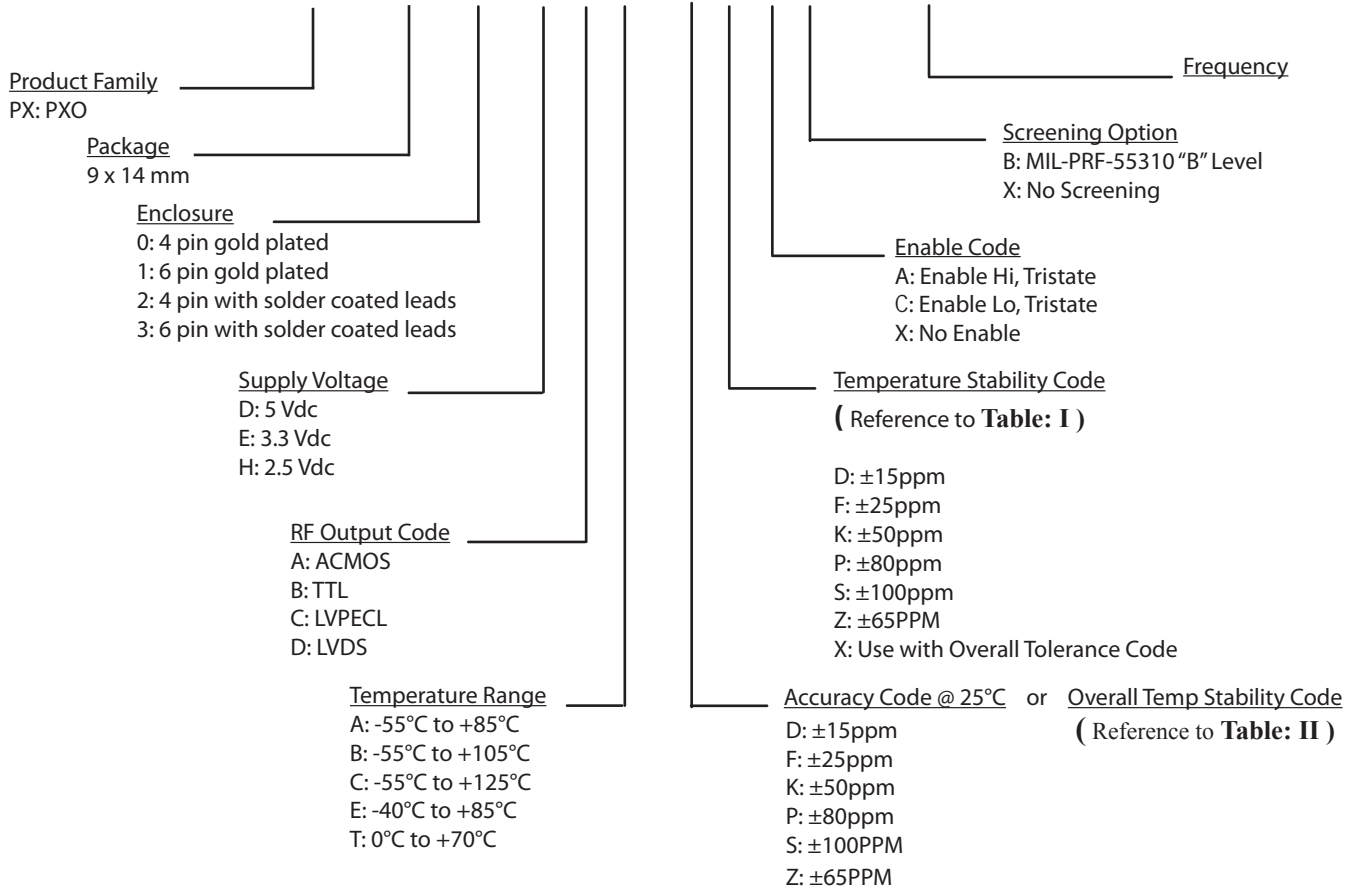 Product Family
PX: PXO
Package
9 x 14 mm
Enclosure
0: 4 pin gold plated
1: 6 pin gold plated
2: 4 pin with solder coated leads
3: 6 pin with solder coated leads
Supply Voltage
D: 5 Vdc
E: 3.3 Vdc
H: 2.5 Vdc
RF Output Code
A: ACMOS
B: TTL
C: LVPECL
D: LVDS
Temperature Range
A: -55°C to +85°C
B: -55°C to +105°C
C: -55°C to +125°C
E: -40°C to +85°C
T: 0°C to +70°C
Frequency
Screening Option
B: MIL-PRF-55310 “B” Level
X: No Screening
Enable Code
A: Enable Hi, Tristate
C: Enable Lo, Tristate
X: No Enable
Temperature Stability Code
( Reference to Table: I )
D: ±15ppm
F: ±25ppm
K: ±50ppm
P: ±80ppm
S: ±100ppm
Z: ±65PPM
X: Use with Overall Tolerance Code
Accuracy Code @ 25°C or Overall Temp Stability Code
( Reference to Table: II )
D: ±15ppm
F: ±25ppm
K: ±50ppm
P: ±80ppm
S: ±100PPM
Z: ±65PPM